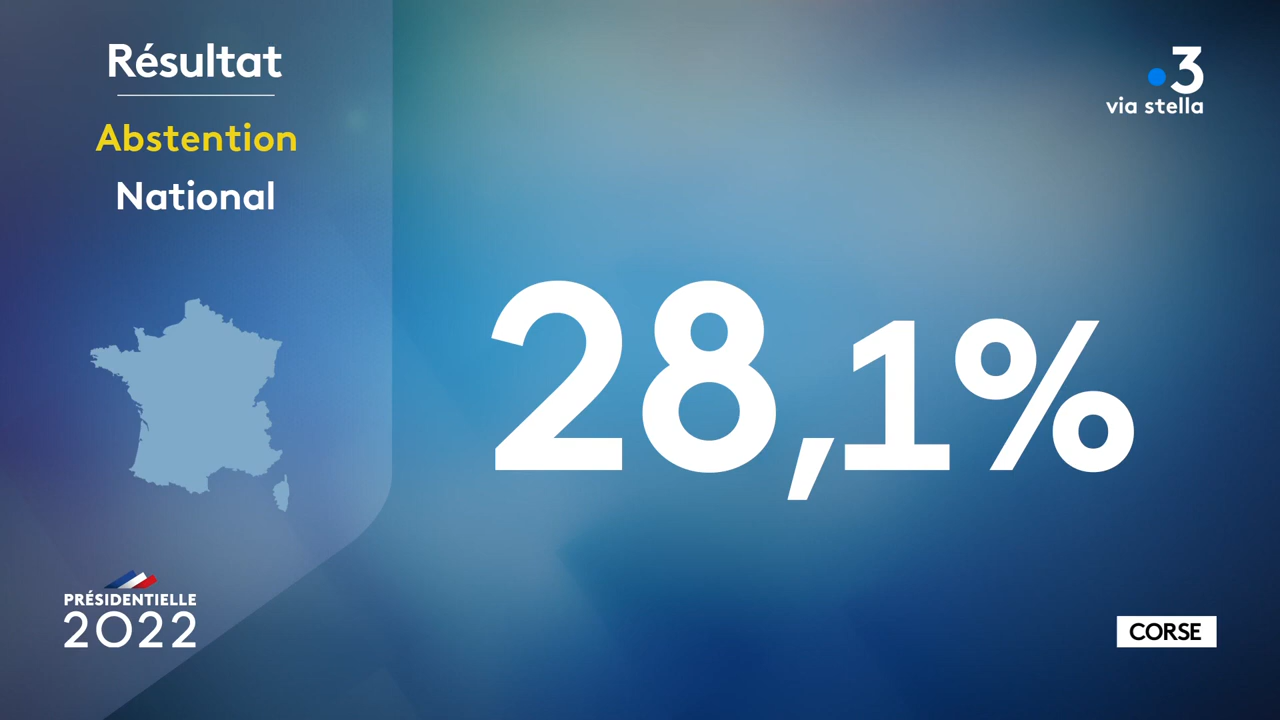 Résultat
Abstention
National
28,1%
3
via stella
PRÉSIDENTIELLE
2022
CORSE